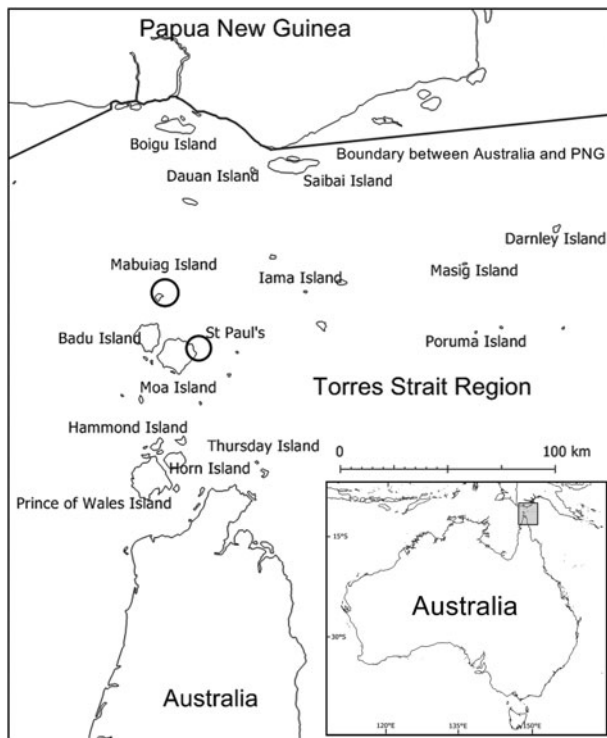 Papua New Guinea
Boigu Island
Boundary between Australia and PNG
Dauan Island
Saibai Island
Darnley Island
Mabuiag Island
Iama Island
Masig Island
Badu Island
St Paul's
Poruma Island
Moa Island
Torres Strait Region
Hammond Island
Thursday Island
0
100 km
Horn Island
Prince of Wales Island
15°S
Australia
30°S
Australia
120°E
135°E
150°E